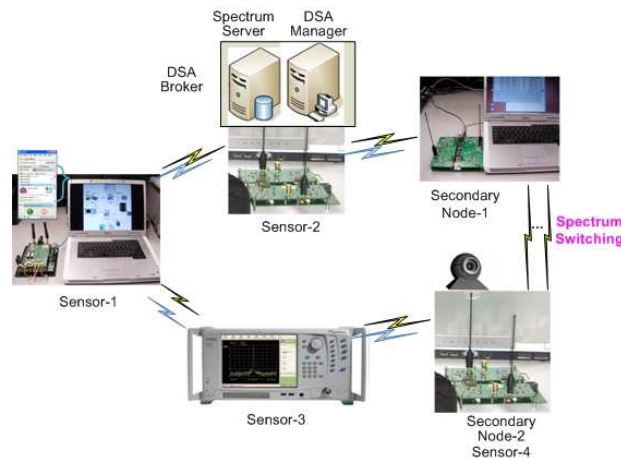 Spectrum
Server
DSA
Manager
DSA
Broker
Sensor-2
Secondary
Node-1
Sensor-1
...
Spectrum
Switching
Sensor-3
Secondary
Node-2
Sensor-4